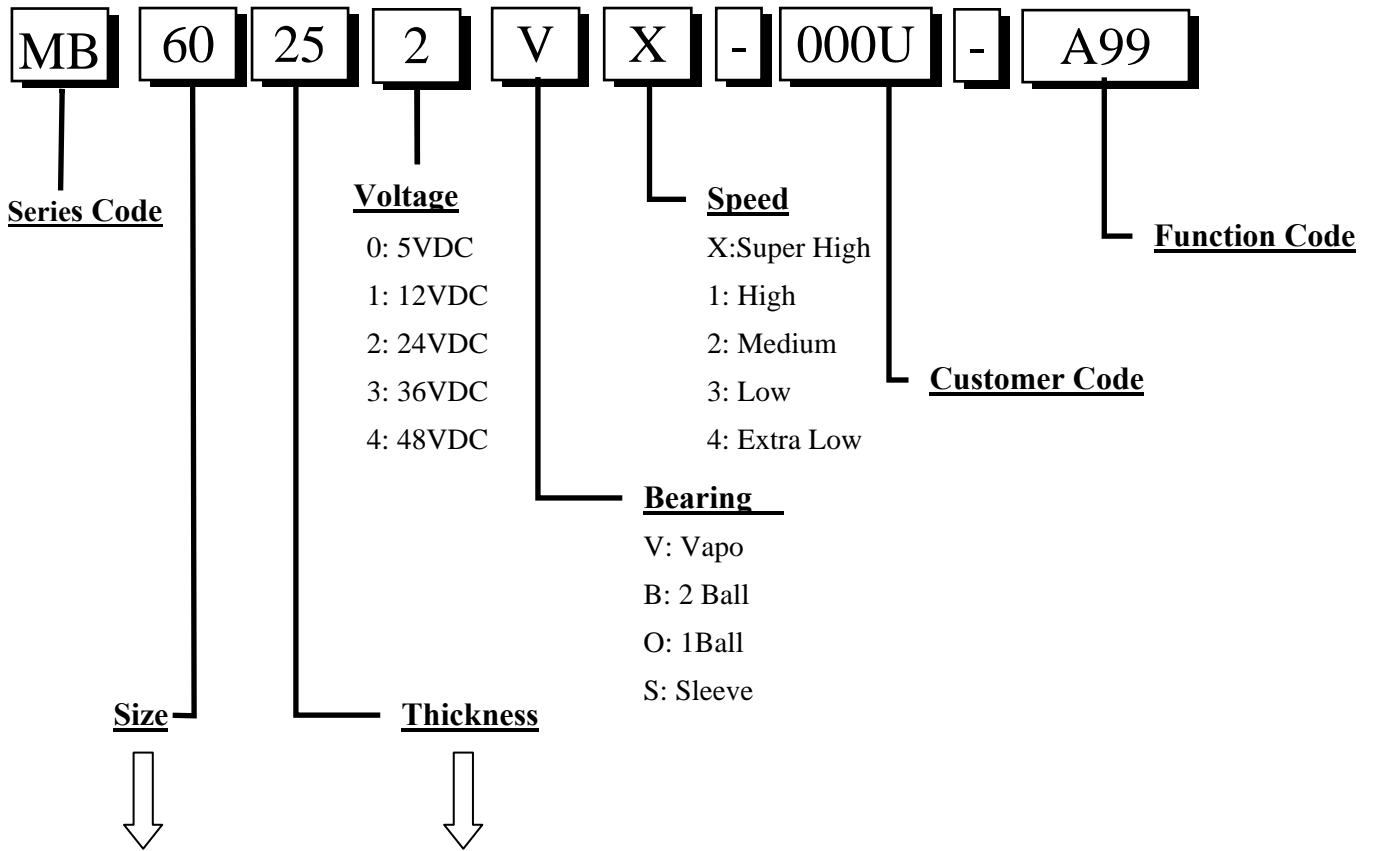 MB 60 25 2 V X - 000U - A99
Series Code
Voltage
0: 5VDC
1: 12VDC
2: 24VDC
3: 36VDC
4: 48VDC
Speed
X:Super High
1: High
2: Medium
3: Low
4: Extra Low
Function Code
Customer Code
Bearing
V: Vapo
B: 2 Ball
O: 1Ball
S: Sleeve
Size
Thickness